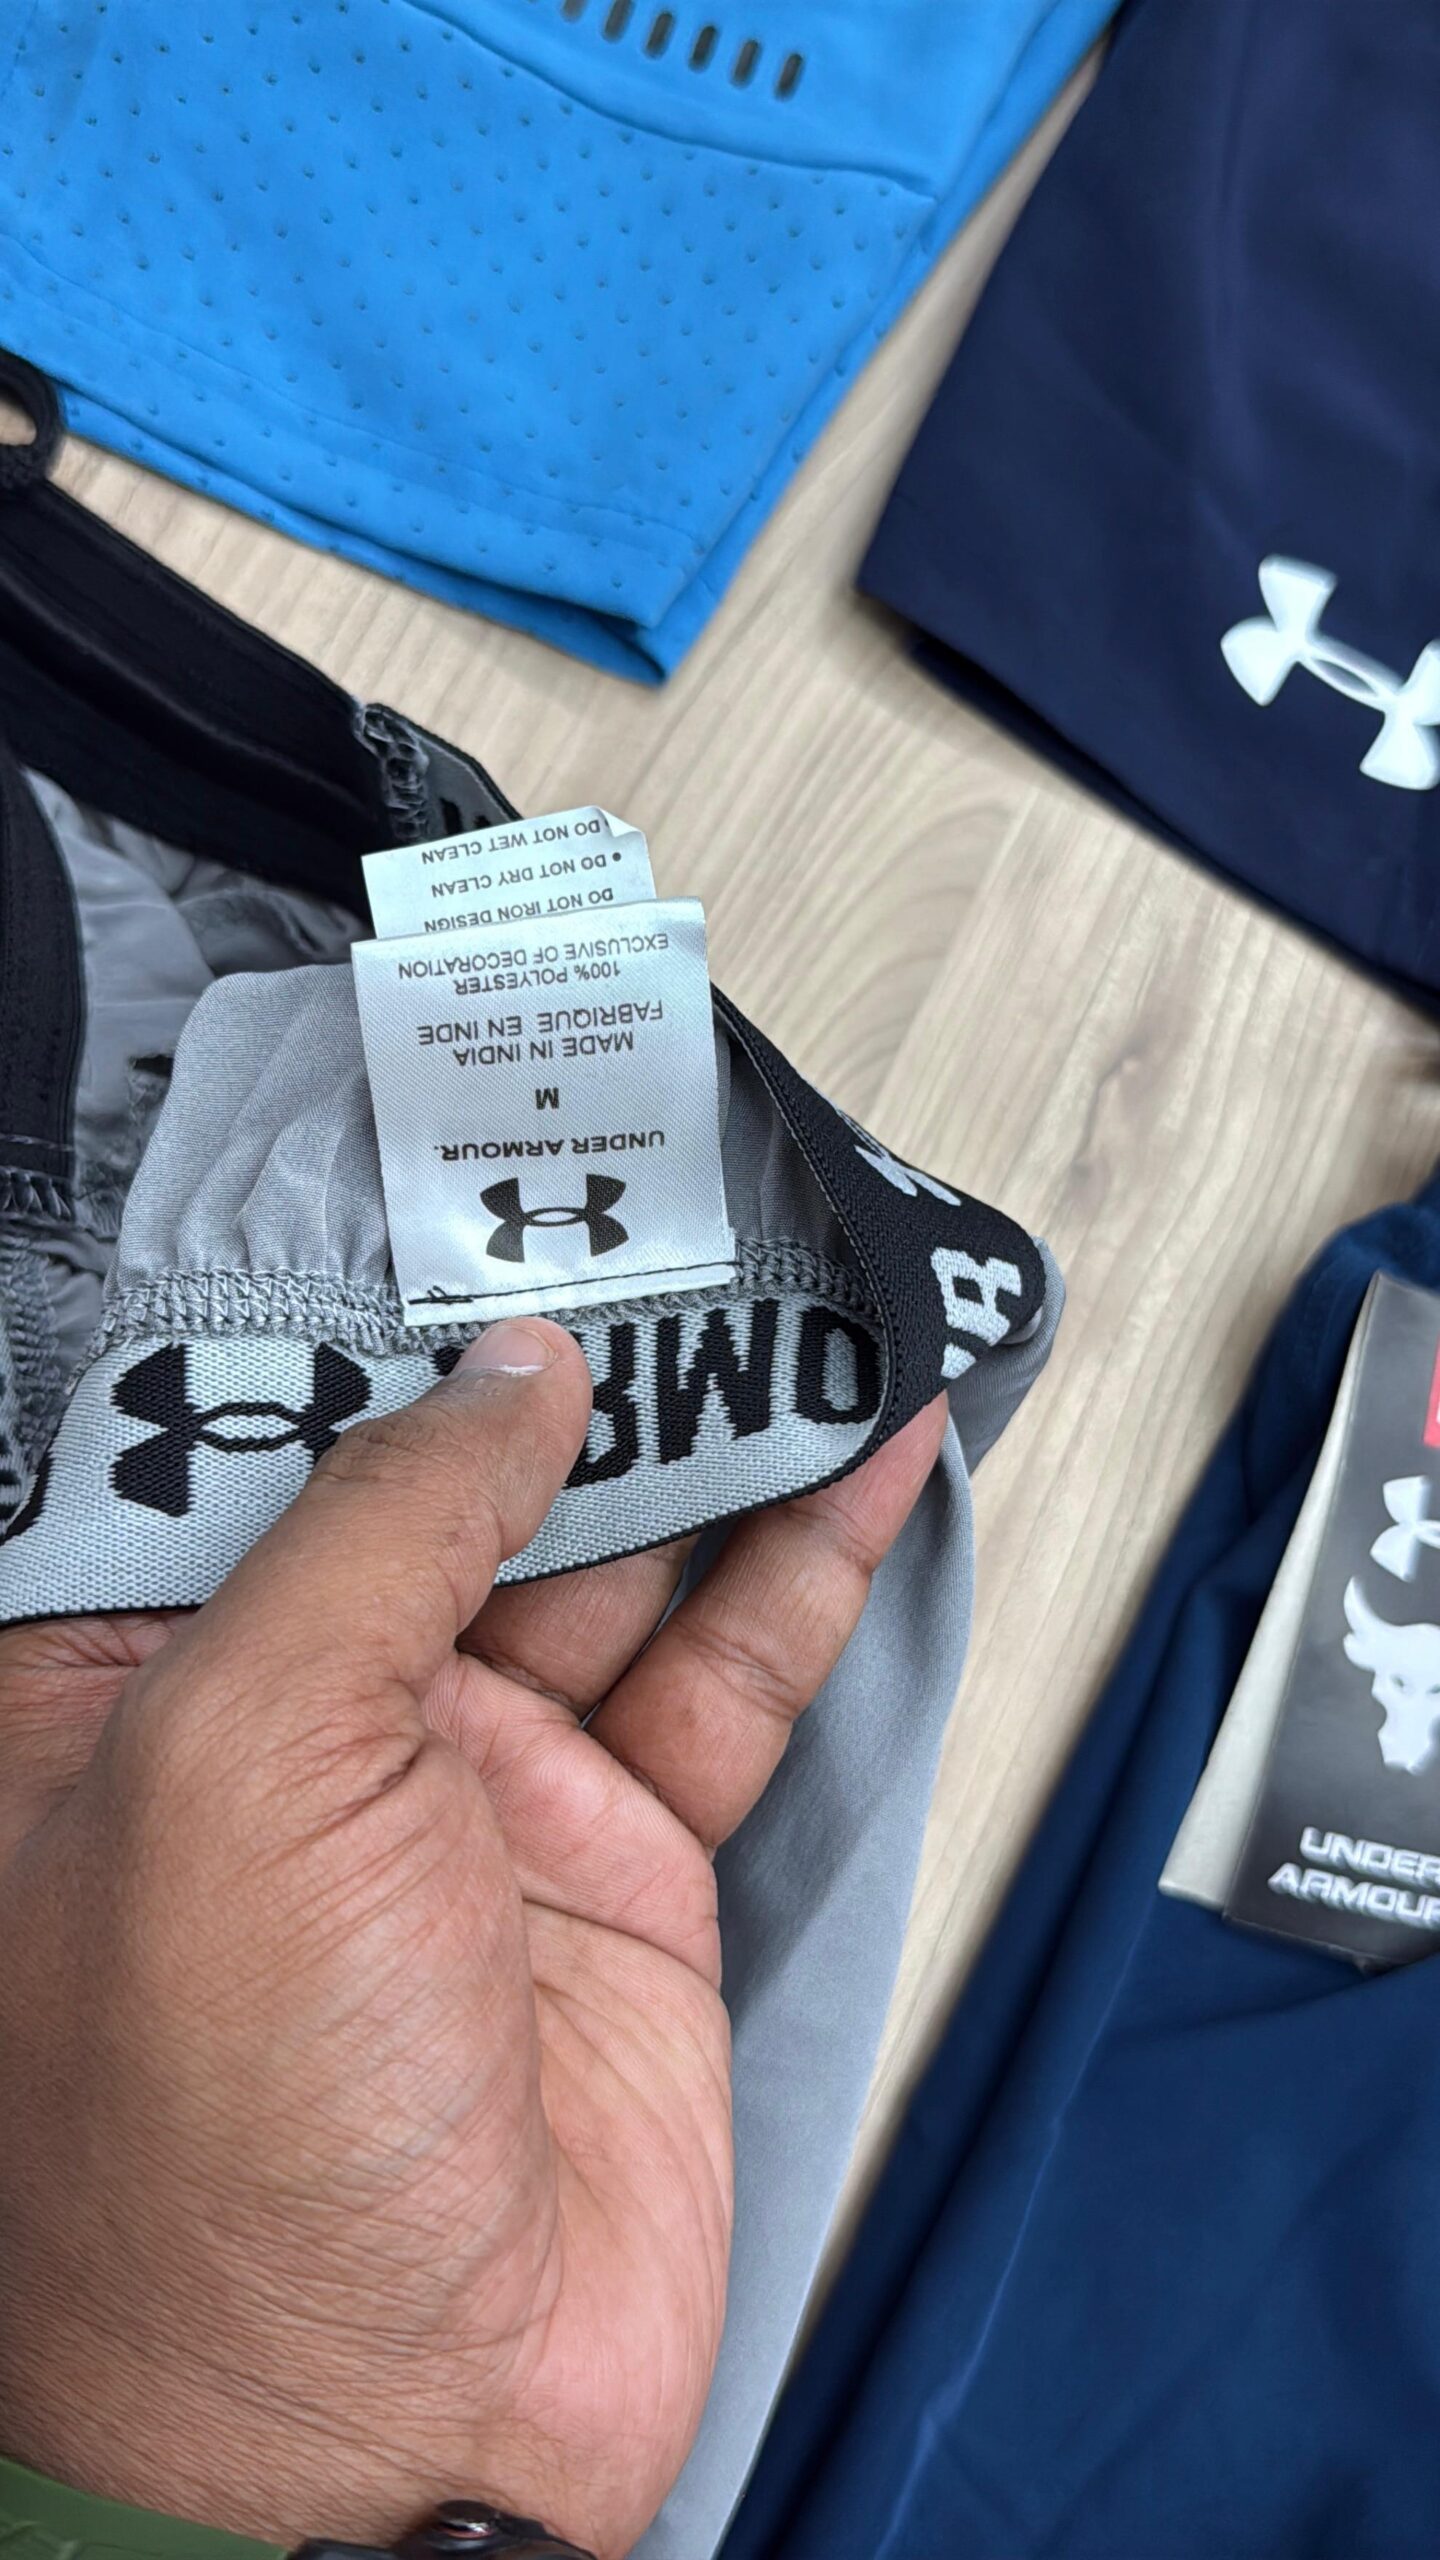 UNDER ARMOUR.
M
MADE IN INDIA
FABRIQUE EN INDE
100% POLYESTER
EXCLUSIVE OF DECORATION
DO NOT IRON DESIGN
• DO NOT DRY CLEAN
• DO NOT WET CLEAN
UNDER
ARMOUR